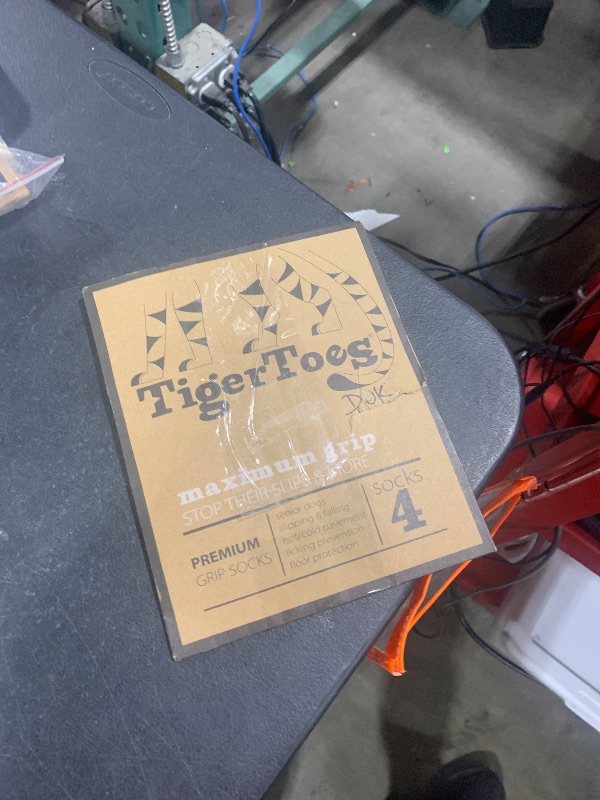 TigerToes
maximum grip
STOP THEIR SLIPS & MORE
PREMIUM
GRIP SOCKS
senior dogs
slipping & falling
hot/cold pavement
licking prevention
floor protection
SOCKS
4